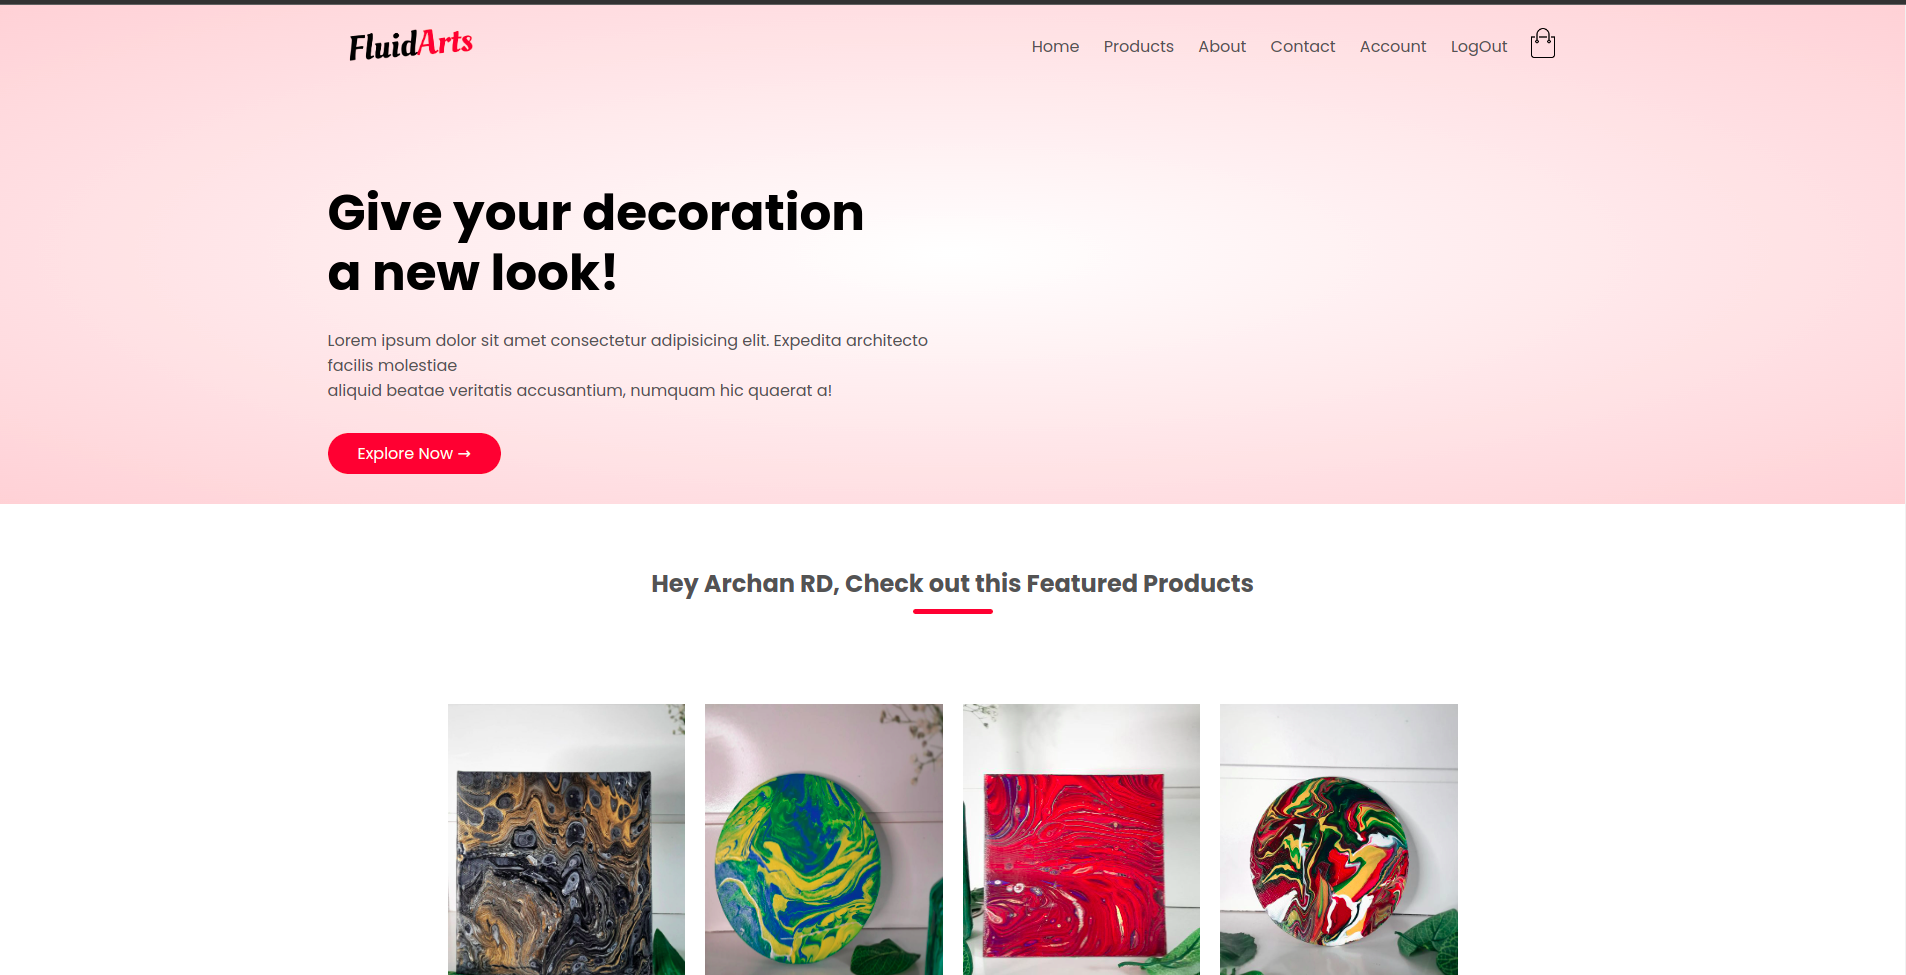 FluidArts
Home Products About Contact Account LogOut
Give your decoration
a new look!
Lorem ipsum dolor sit amet consectetur adipisicing elit. Expedita architecto
facilis molestiae
aliquid beatae veritatis accusantium, numquam hic quaerat a!
Explore Now →
Hey Archan RD, Check out this Featured Products